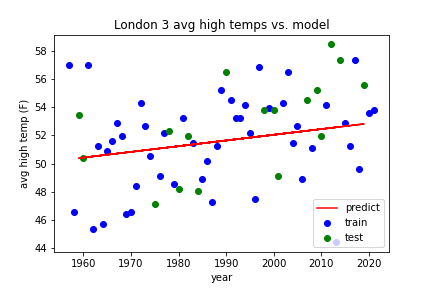 London 3 avg high temps vs. model
avg high temp (F)
58
56
54
52
50
48
46
44
predict
train
test
1960
1970
1980
1990
2000
2010
2020
year